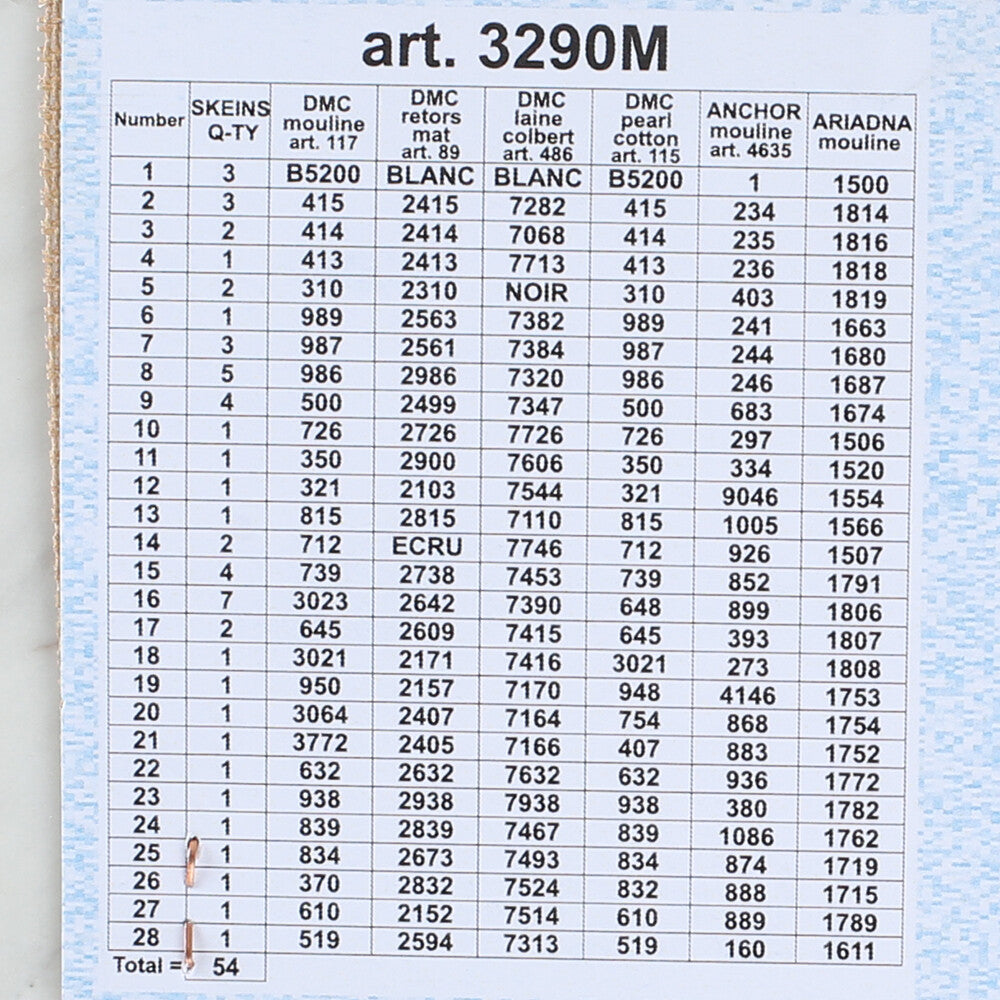 art. 3290M
Number SKEINS Q-TY DMC mouline art. 117 DMC retors mat art. 89 DMC laine colbert art. 486 DMC pearl cotton art. 115 ANCHOR mouline art. 4635 ARIADNA mouline
1 3 B5200 BLANC BLANC B5200 1 1500
2 3 415 2415 7282 415 234 1814
3 2 414 2414 7068 414 235 1816
4 1 413 2413 7713 413 236 1818
5 2 310 2310 NOIR 310 403 1819
6 1 989 2563 7382 989 241 1663
7 3 987 2561 7384 987 244 1680
8 5 986 2986 7320 986 246 1687
9 4 500 2499 7347 500 683 1674
10 1 726 2726 7726 726 297 1506
11 1 350 2900 7606 350 334 1520
12 1 321 2103 7544 321 9046 1554
13 1 815 2815 7110 815 1005 1566
14 2 712 ECRU 7746 712 926 1507
15 4 739 2738 7453 739 852 1791
16 7 3023 2642 7390 648 899 1806
17 2 645 2609 7415 645 393 1807
18 1 3021 2171 7416 3021 273 1808
19 1 950 2157 7170 948 4146 1753
20 1 3064 2407 7164 754 868 1754
21 1 3772 2405 7166 407 883 1752
22 1 632 2632 7632 632 936 1772
23 1 938 2938 7938 938 380 1782
24 1 839 2839 7467 839 1086 1762
25 1 834 2673 7493 834 874 1719
26 1 370 2832 7524 832 888 1715
27 1 610 2152 7514 610 889 1789
28 1 519 2594 7313 519 160 1611
Total = 54